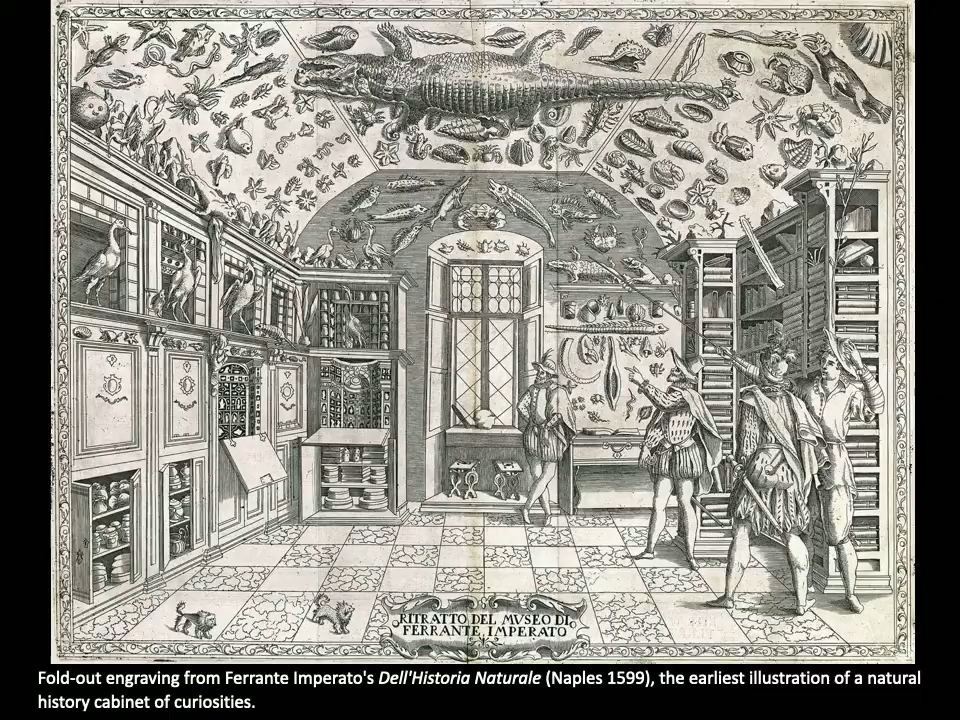 RITRATTO DEL MVSEO DI
FERRANTE IMPERATO
Fold-out engraving from Ferrante Imperato's Dell'Historia Naturale (Naples 1599), the earliest illustration of a natural
history cabinet of curiosities.